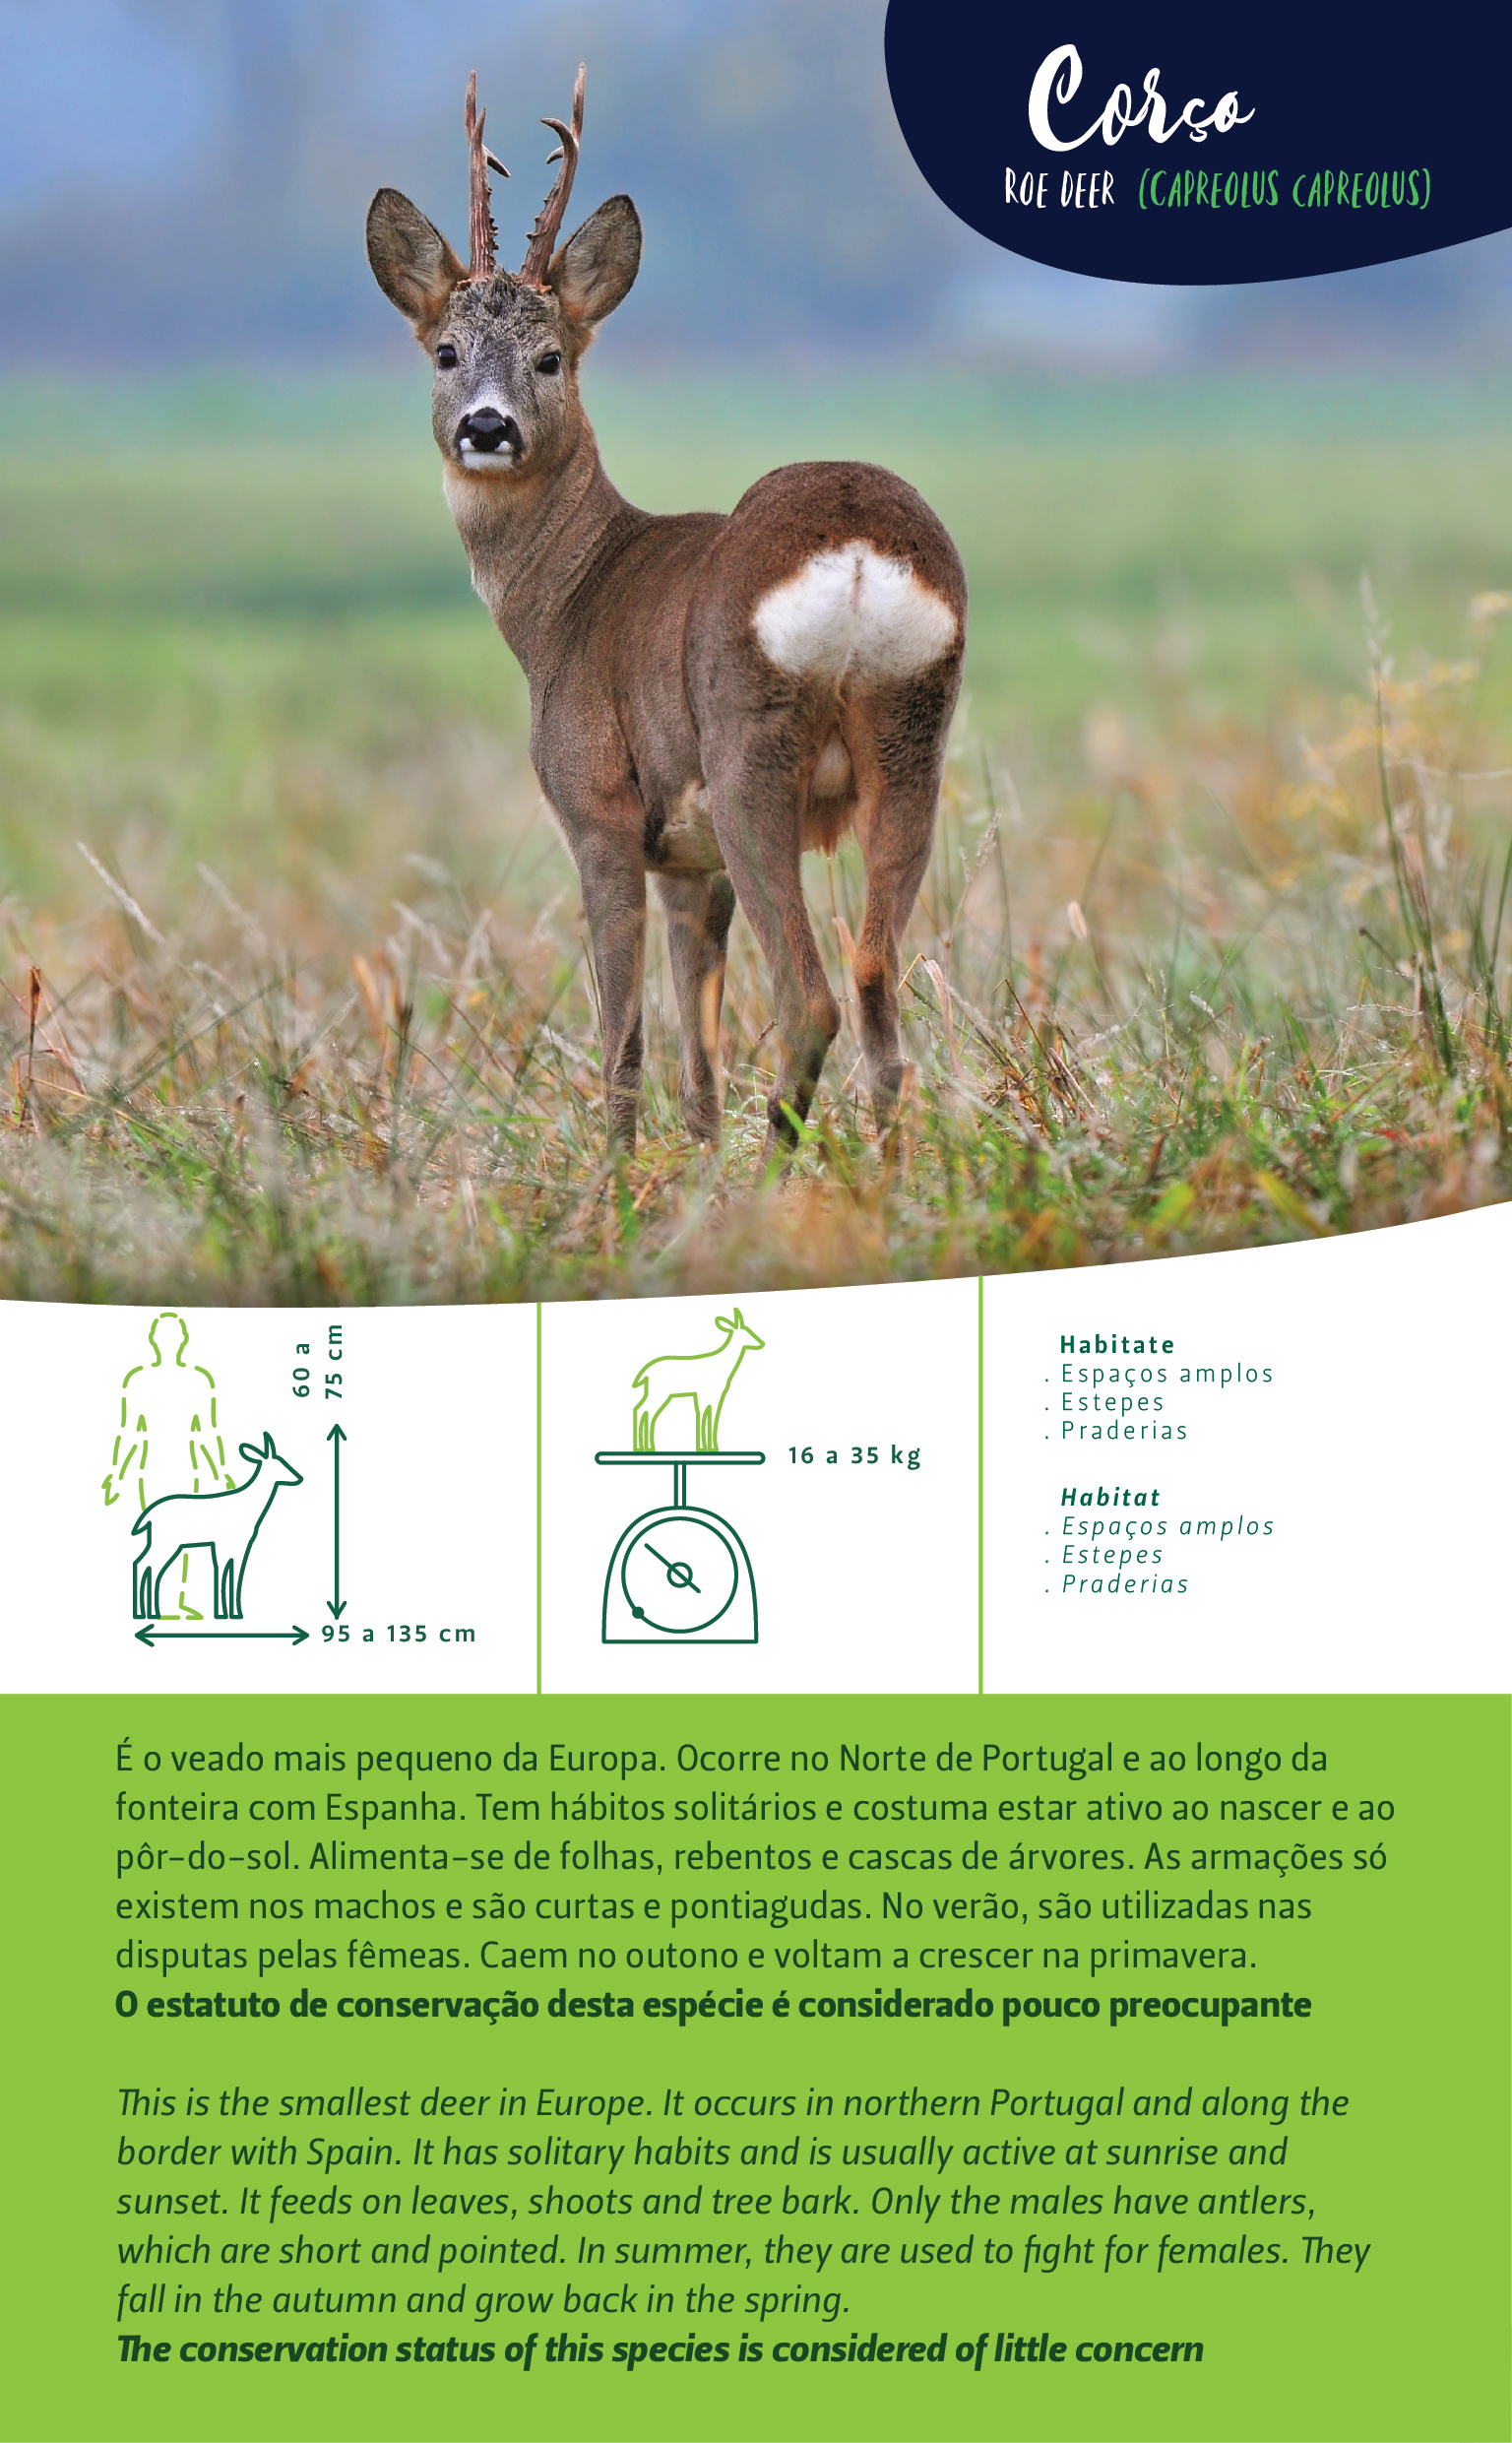 Corço
ROE DEER (CAPREOLUS CAPREOLUS)
60 a
75 cm
95 a 135 cm
16 a 35 kg
Habitate
. Espaços amplos
. Estepes
. Praderias
Habitat
. Espaços amplos
. Estepes
. Praderias
É o veado mais pequeno da Europa. Ocorre no Norte de Portugal e ao longo da
fonteira com Espanha. Tem hábitos solitários e costuma estar ativo ao nascer e ao
pôr-do-sol. Alimenta-se de folhas, rebentos e cascas de árvores. As armações só
existem nos machos e são curtas e pontiagudas. No verão, são utilizadas nas
disputas pelas fêmeas. Caem no outono e voltam a crescer na primavera.
O estatuto de conservação desta espécie é considerado pouco preocupante
This is the smallest deer in Europe. It occurs in northern Portugal and along the
border with Spain. It has solitary habits and is usually active at sunrise and
sunset. It feeds on leaves, shoots and tree bark. Only the males have antlers,
which are short and pointed. In summer, they are used to fight for females. They
fall in the autumn and grow back in the spring.
The conservation status of this species is considered of little concern